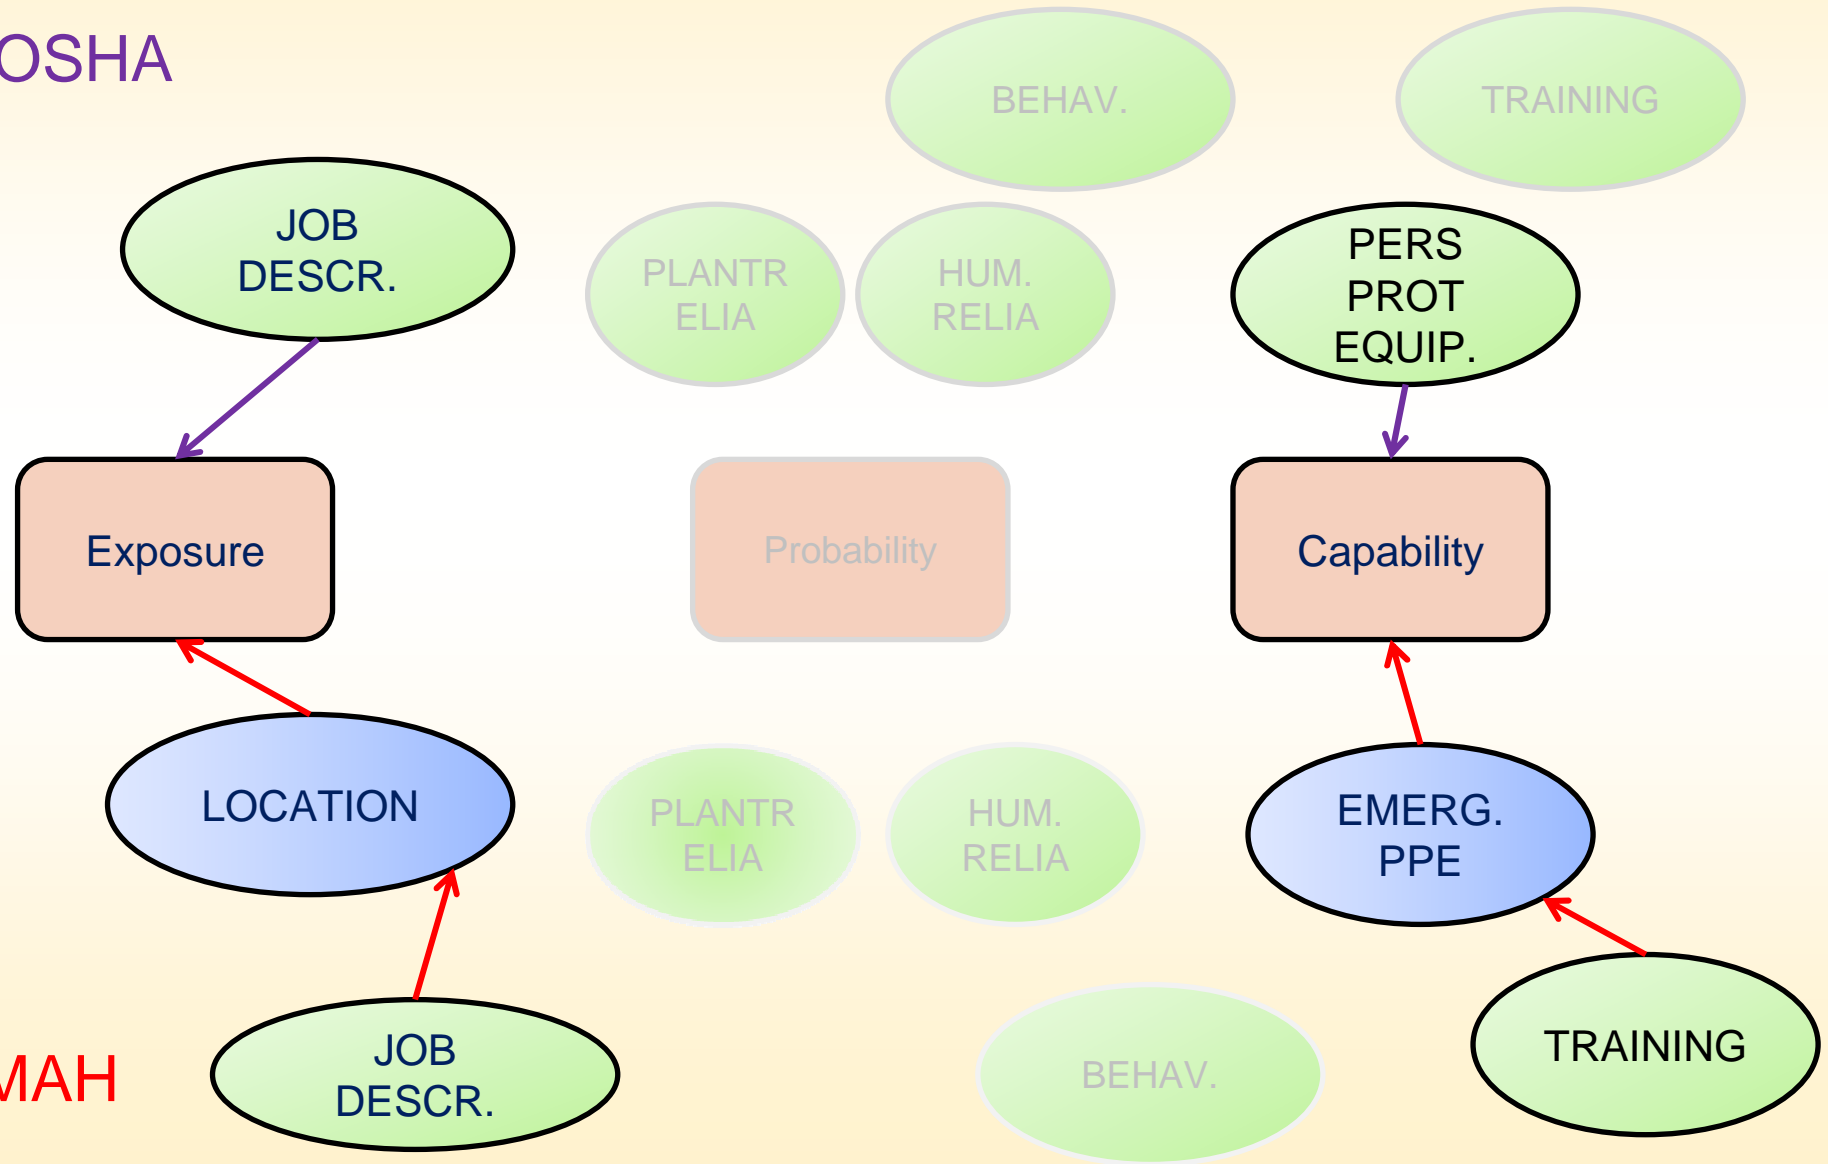 OSHA
BEHAV.
TRAINING
JOB
DESCR.
PLANTR
ELIA
HUM.
RELIA
PERS
PROT
EQUIP.
Exposure
Probability
Capability
LOCATION
PLANTR
ELIA
HUM.
RELIA
EMERG.
PPE
MAH
JOB
DESCR.
BEHAV.
TRAINING